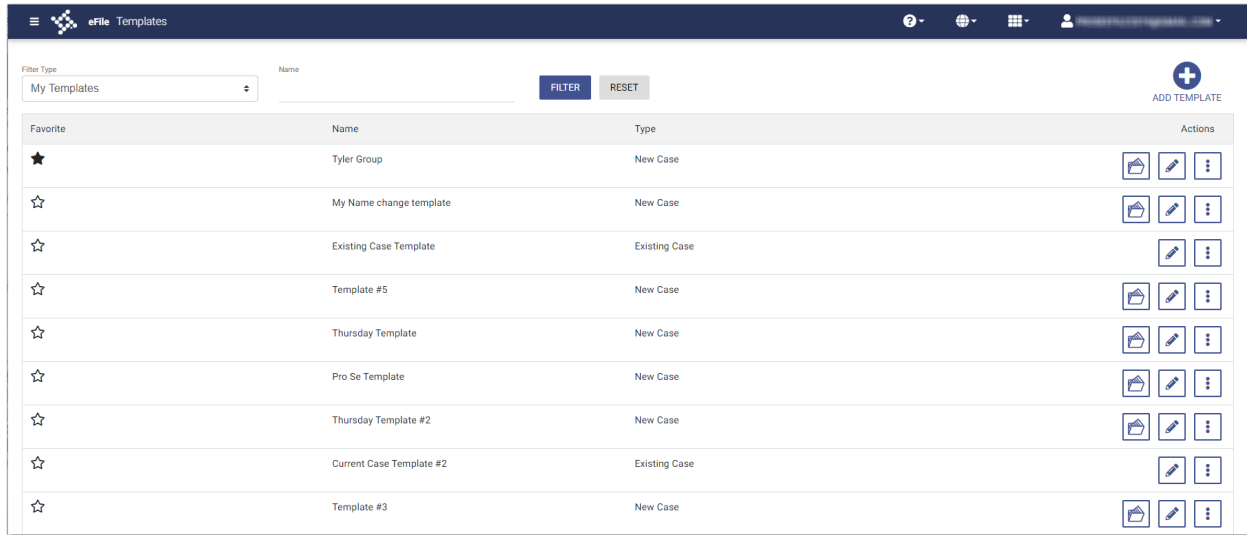 eFile Templates
Filter Type
Name
My Templates
FILTER RESET
ADD TEMPLATE
Favorite Name Type Actions
Tyler Group New Case
My Name change template New Case
Existing Case Template Existing Case
Template #5 New Case
Thursday Template New Case
Pro Se Template New Case
Thursday Template #2 New Case
Current Case Template #2 Existing Case
Template #3 New Case